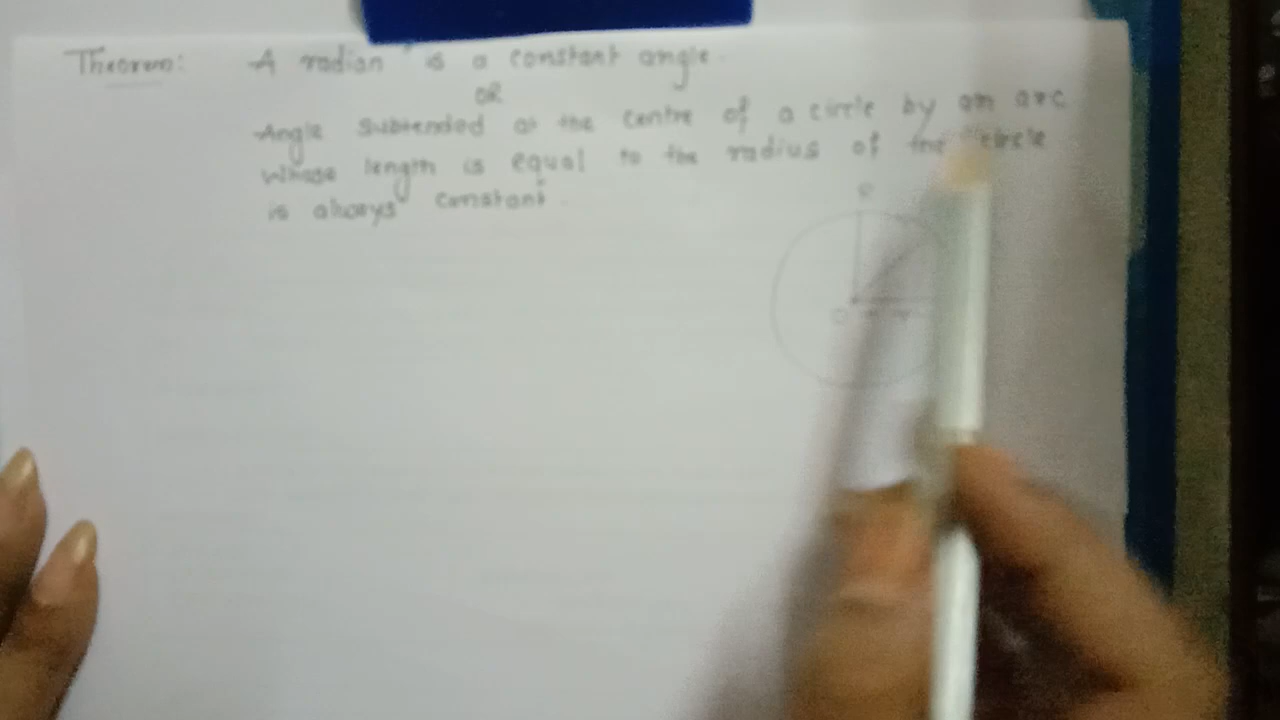 Theorem: A radian is a constant angle.
OR
Angle subtended at the centre of a circle by an arc
whose length is equal to the radius of the circle
is always constant.
O r